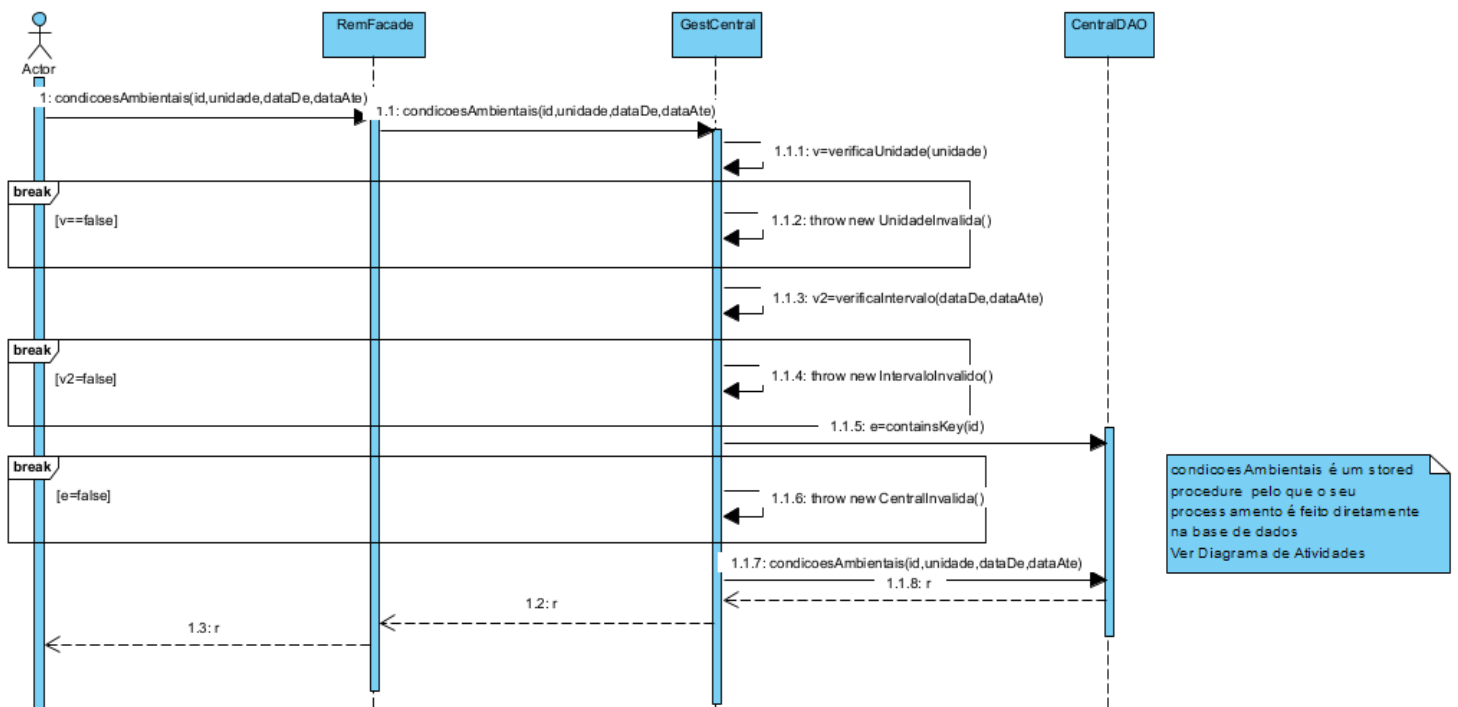 RemFacade
GestCentral
CentralDAO
Actor
1: condicoesAmbientais(id,unidade,dataDe,dataAte)
1.1: condicoesAmbientais(id,unidade,dataDe,dataAte)
1.1.1: v=verificaUnidade(unidade)
break
[v==false]
1.1.2: throw new UnidadeInvalida()
1.1.3: v2=verificaIntervalo(dataDe,dataAte)
break
[v2=false]
1.1.4: throw new IntervaloInvalido()
1.1.5: e=containsKey(id)
break
[e=false]
1.1.6: throw new CentralInvalida()
condicoesAmbientais é um stored
procedure pelo que o seu
processamento é feito diretamente
na base de dados
Ver Diagrama de Atividades
1.1.7: condicoesAmbientais(id,unidade,dataDe,dataAte)
1.1.8: r
1.2: r
1.3: r